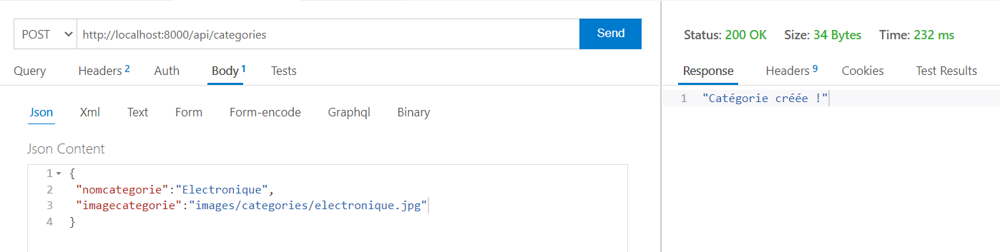 POST http://localhost:8000/api/categories Send
Query Headers 2 Auth Body 1 Tests
Json Xml Text Form Form-encode Graphql Binary
Json Content
1 {
2 "nomcategorie":"Electronique",
3 "imagecategorie":"images/categories/electronique.jpg"
4 }
Status: 200 OK Size: 34 Bytes Time: 232 ms
Response Headers 9 Cookies Test Results
1 "Catégorie créée !"